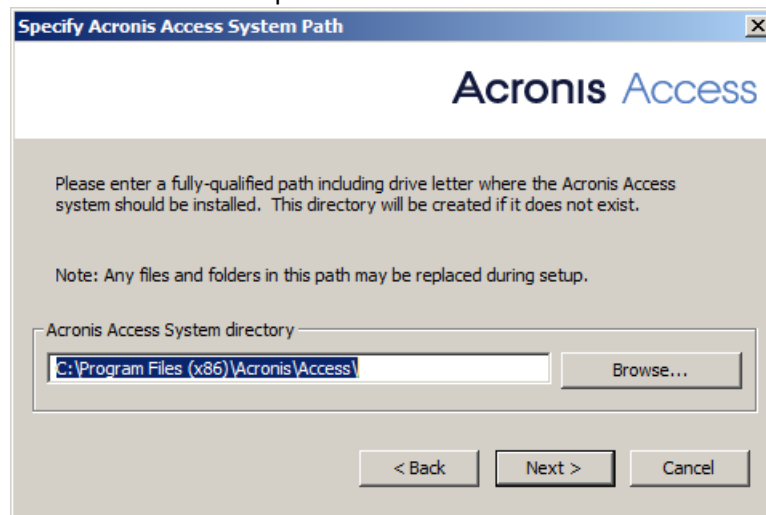 Specify Acronis Access System Path
Acronis Access
Please enter a fully-qualified path including drive letter where the Acronis Access
system should be installed. This directory will be created if it does not exist.
Note: Any files and folders in this path may be replaced during setup.
Acronis Access System directory
C:\Program Files (x86)\Acronis\Access\
Browse...
< Back
Next >
Cancel